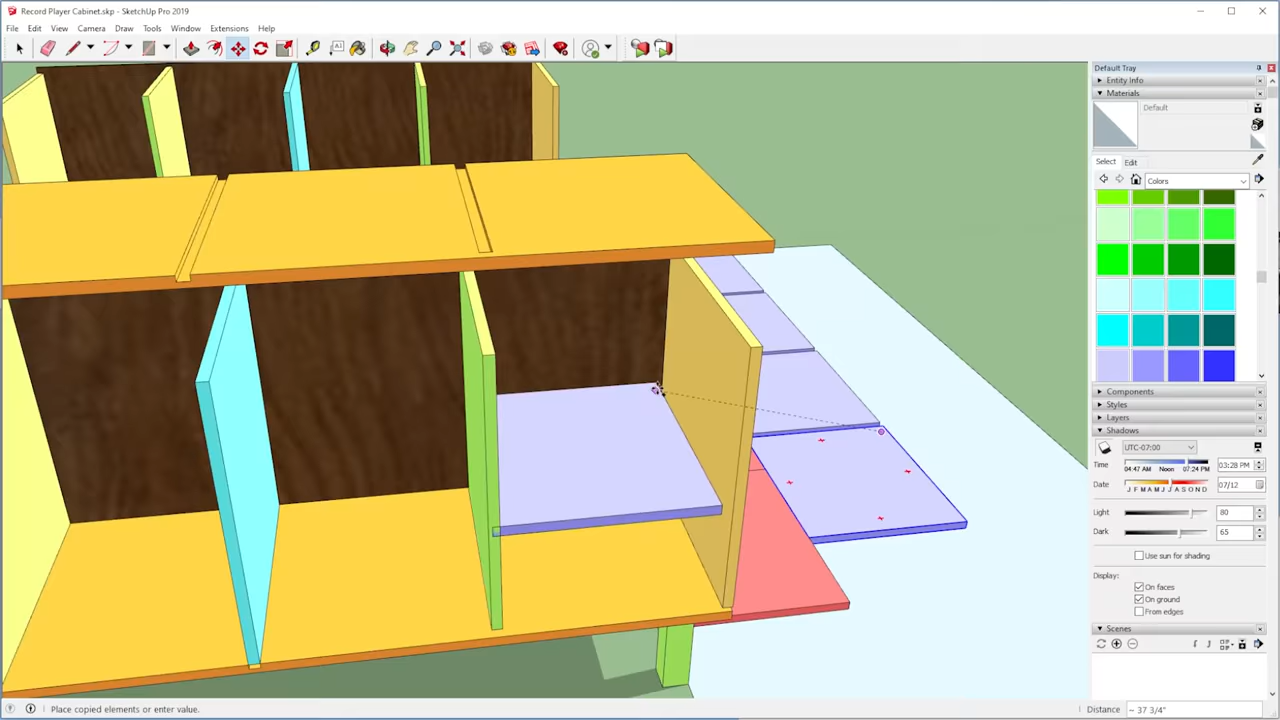 Record Player Cabinet.skp - SketchUp Pro 2019
File Edit View Camera Draw Tools Window Extensions Help
Default Tray
Entity Info
Materials
Default
Select Edit
Colors
Components
Styles
Layers
Shadows
UTC-07:00
Time 04:47 AM Noon 07:24 PM 03:28 PM
Date J F M A M J J A S O N D 07/12
Light 80
Dark 65
Use sun for shading
Display:
On faces
On ground
From edges
Scenes
Place copied elements or enter value.
Distance ~ 37 3/4"